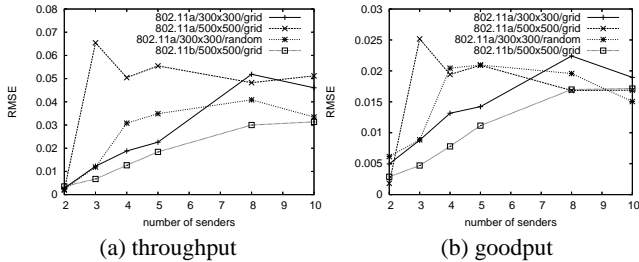 802.11a/300x300/grid
802.11a/500x500/grid
802.11a/300x300/random
802.11b/500x500/grid
RMSE
0.08
0.07
0.06
0.05
0.04
0.03
0.02
0.01
0
2 3 4 5 6 7 8 9 10
number of senders
(a) throughput
802.11a/300x300/grid
802.11a/500x500/grid
802.11a/300x300/random
802.11b/500x500/grid
RMSE
0.03
0.025
0.02
0.015
0.01
0.005
0
2 3 4 5 6 7 8 9 10
number of senders
(b) goodput